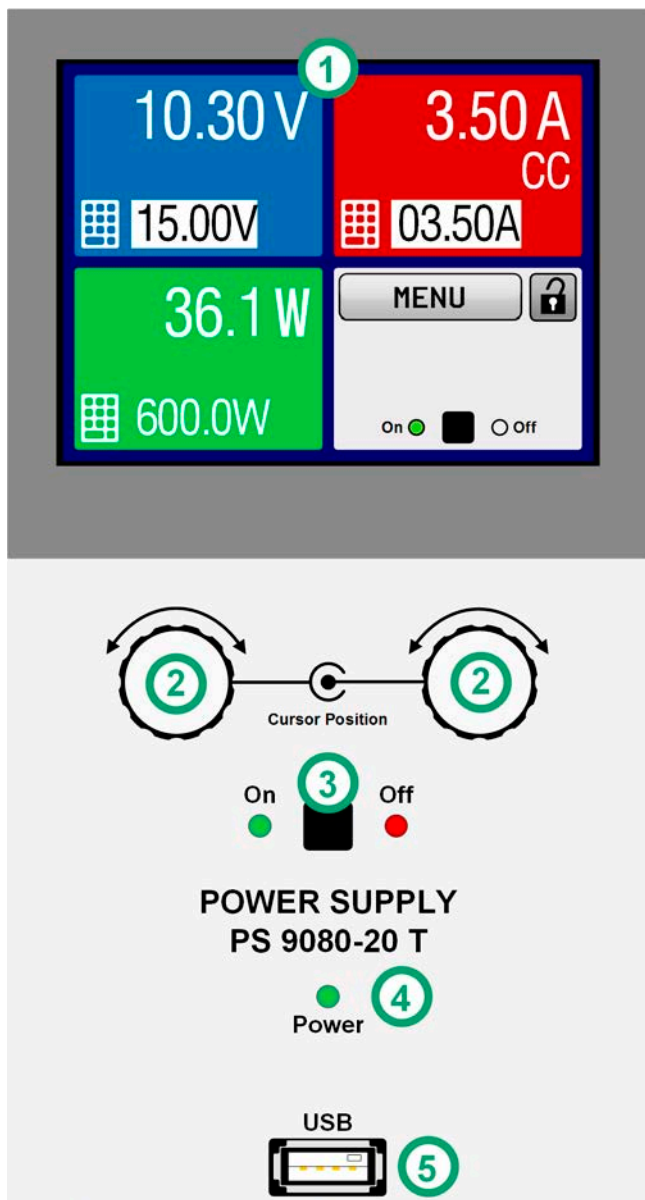 1
10.30 V
3.50 A
CC
15.00V
03.50A
36.1 W
MENU
600.0W
On
Off
2
2
Cursor Position
3
On
Off
POWER SUPPLY
PS 9080-20 T
4
Power
USB
5